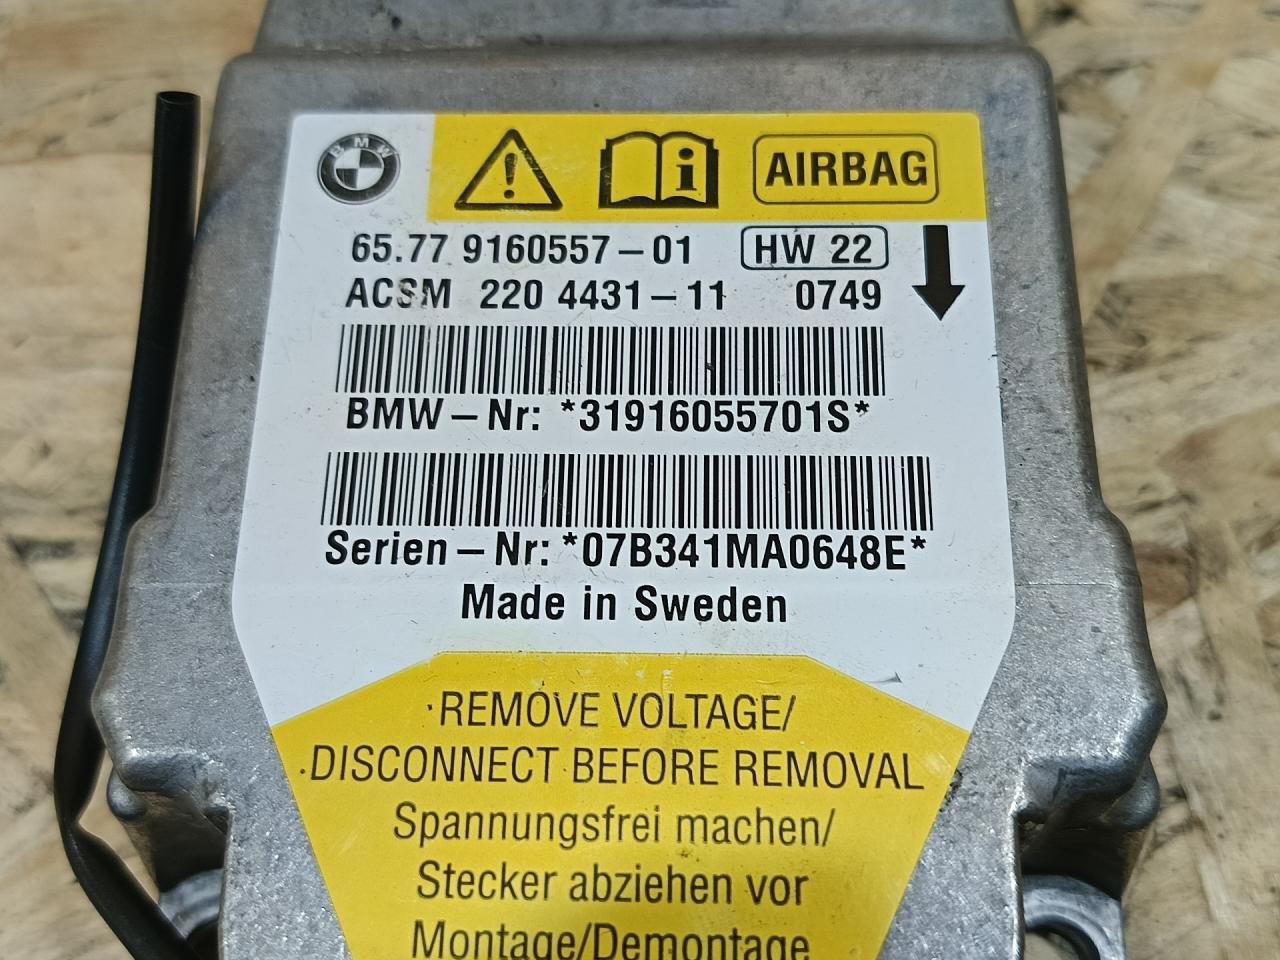 BMW
AIRBAG
65.77 9160557-01 HW 22
ACSM 220 4431-11 0749
BMW-Nr: *31916055701S*
Serien-Nr: *07B341MA0648E*
Made in Sweden
REMOVE VOLTAGE/
DISCONNECT BEFORE REMOVAL
Spannungsfrei machen/
Stecker abziehen vor
Montage/Demontage